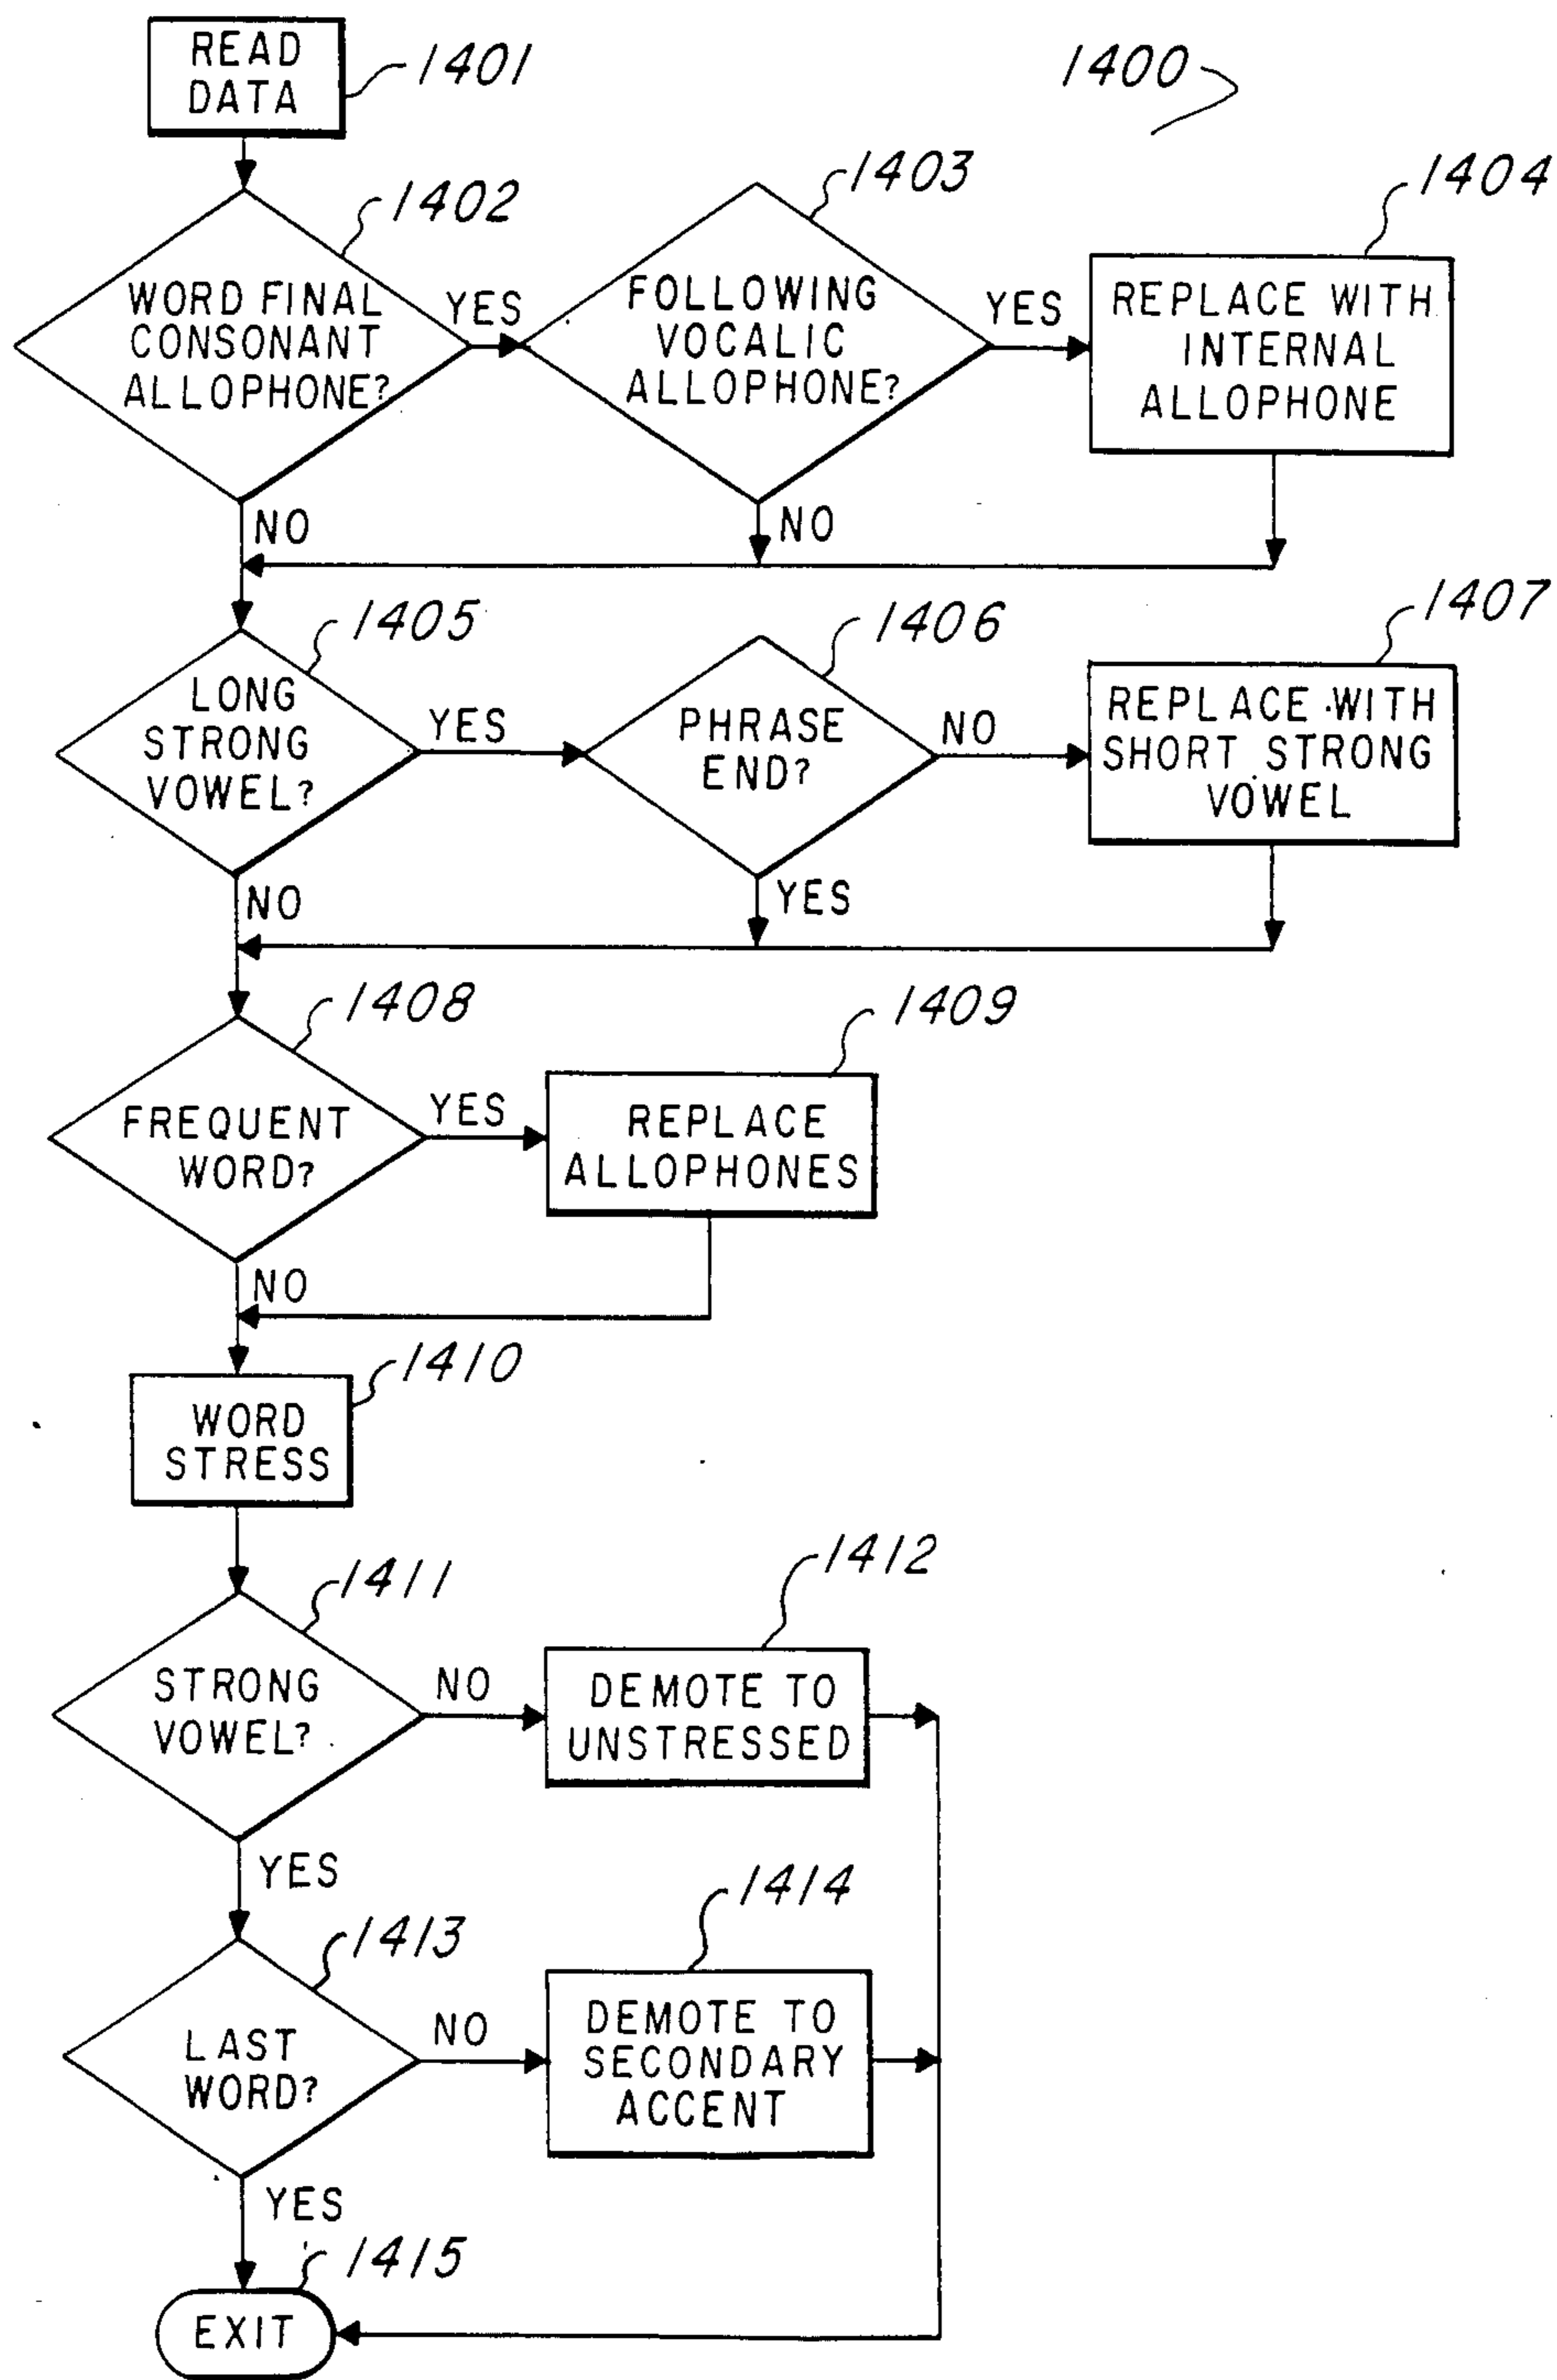 READ
DATA
1401
1400
1402
1403
1404
WORD FINAL
CONSONANT
ALLOPHONE?
YES
FOLLOWING
VOCALIC
ALLOPHONE?
YES
REPLACE WITH
INTERNAL
ALLOPHONE
NO
NO
1405
1406
1407
LONG
STRONG
VOWEL?
YES
PHRASE
END?
NO
REPLACE WITH
SHORT STRONG
VOWEL
NO
YES
1408
1409
FREQUENT
WORD?
YES
REPLACE
ALLOPHONES
NO
1410
WORD
STRESS
1411
1412
STRONG
VOWEL?
NO
DEMOTE TO
UNSTRESSED
YES
1413
1414
LAST
WORD?
NO
DEMOTE TO
SECONDARY
ACCENT
YES
1415
EXIT